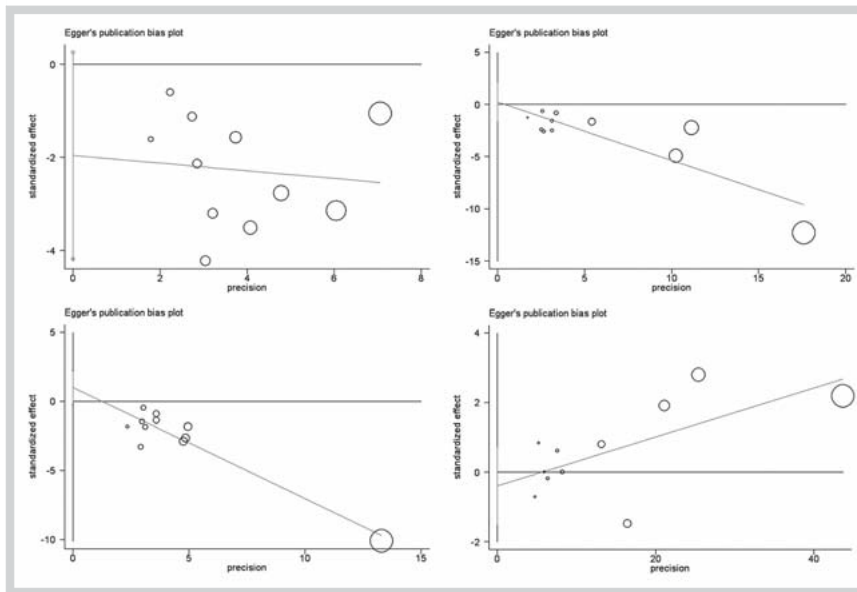 Egger's publication bias plot
standardized effect
0
-2
-4
0
2
4
6
8
precision
Egger's publication bias plot
standardized effect
5
0
-5
-10
-15
0
5
10
15
20
precision
Egger's publication bias plot
standardized effect
5
0
-5
-10
0
5
10
15
precision
Egger's publication bias plot
standardized effect
4
2
0
-2
0
20
40
precision